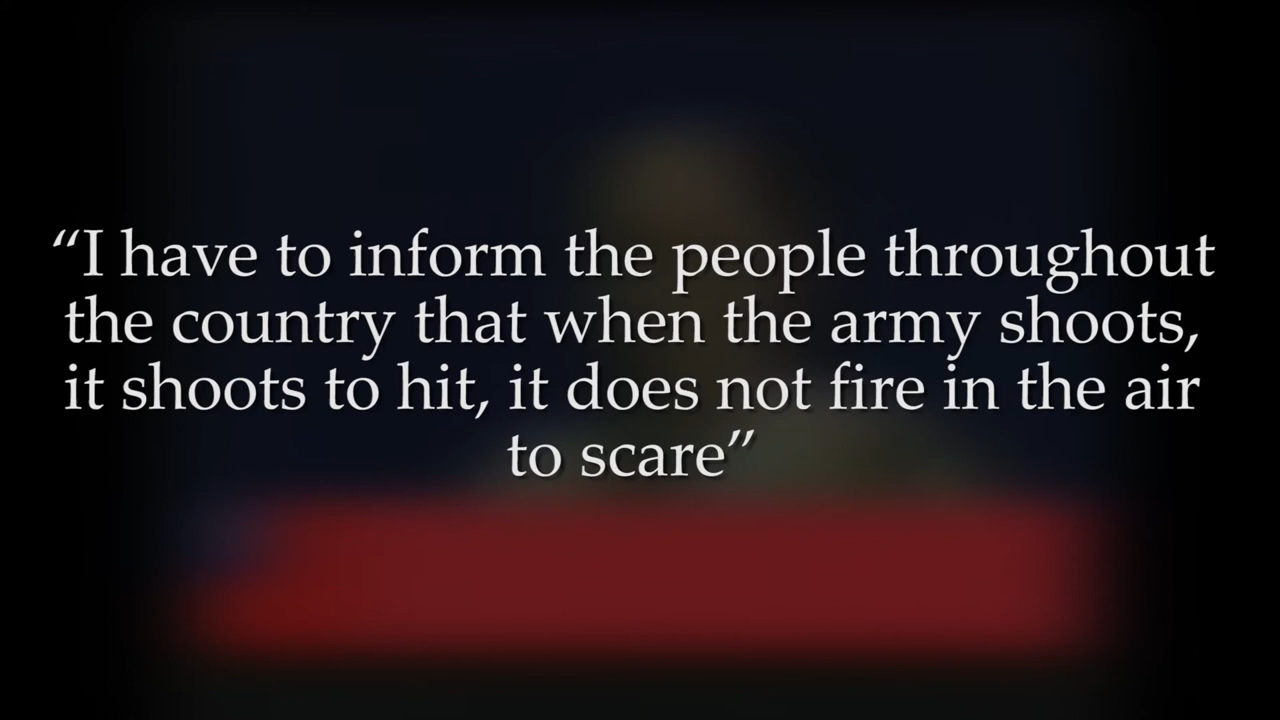 “I have to inform the people throughout
the country that when the army shoots,
it shoots to hit, it does not fire in the air
to scare”